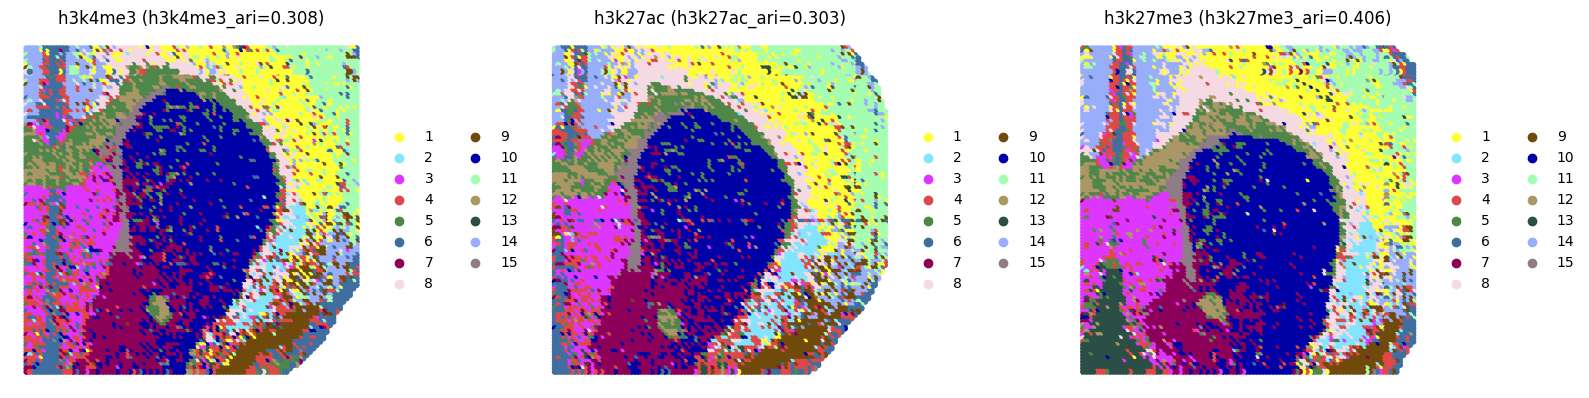 h3k4me3 (h3k4me3_ari=0.308) h3k27ac (h3k27ac_ari=0.303) h3k27me3 (h3k27me3_ari=0.406)
1 9 1 9 1 9
2 10 2 10 2 10
3 11 3 11 3 11
4 12 4 12 4 12
5 13 5 13 5 13
6 14 6 14 6 14
7 15 7 15 7 15
8 8 8